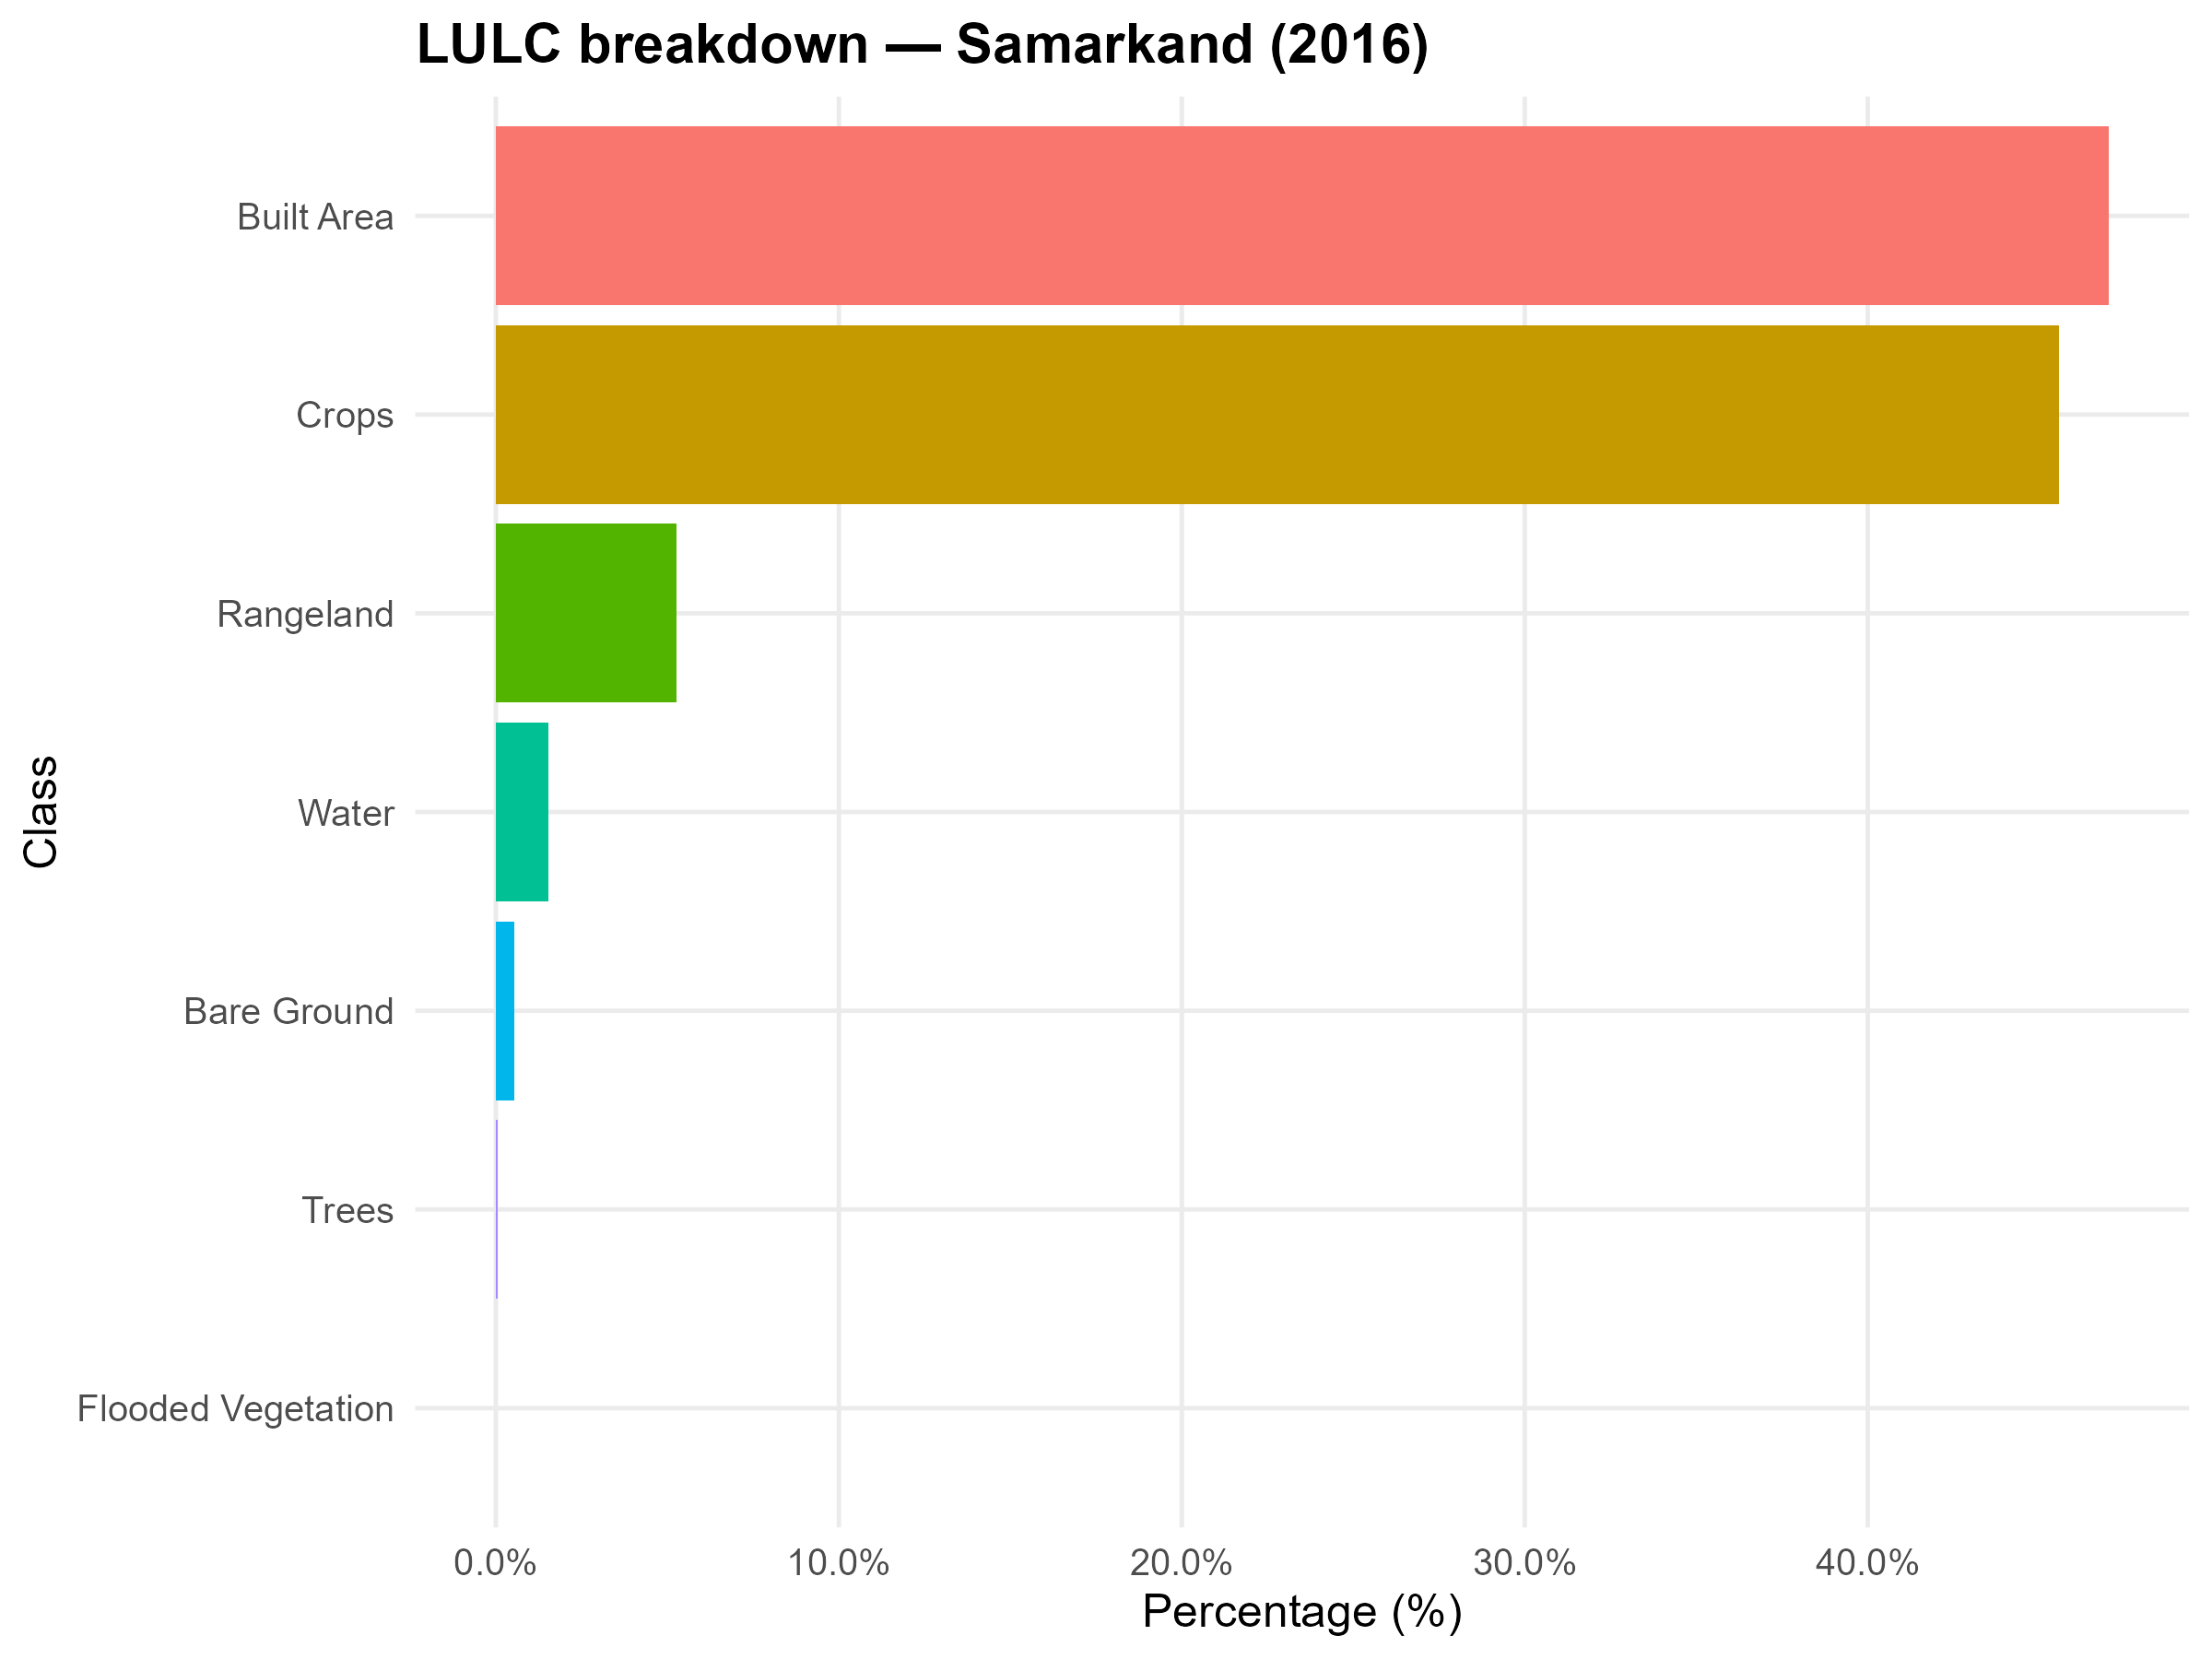 LULC breakdown — Samarkand (2016)
Class
Built Area
Crops
Rangeland
Water
Bare Ground
Trees
Flooded Vegetation
0.0% 10.0% 20.0% 30.0% 40.0%
Percentage (%)